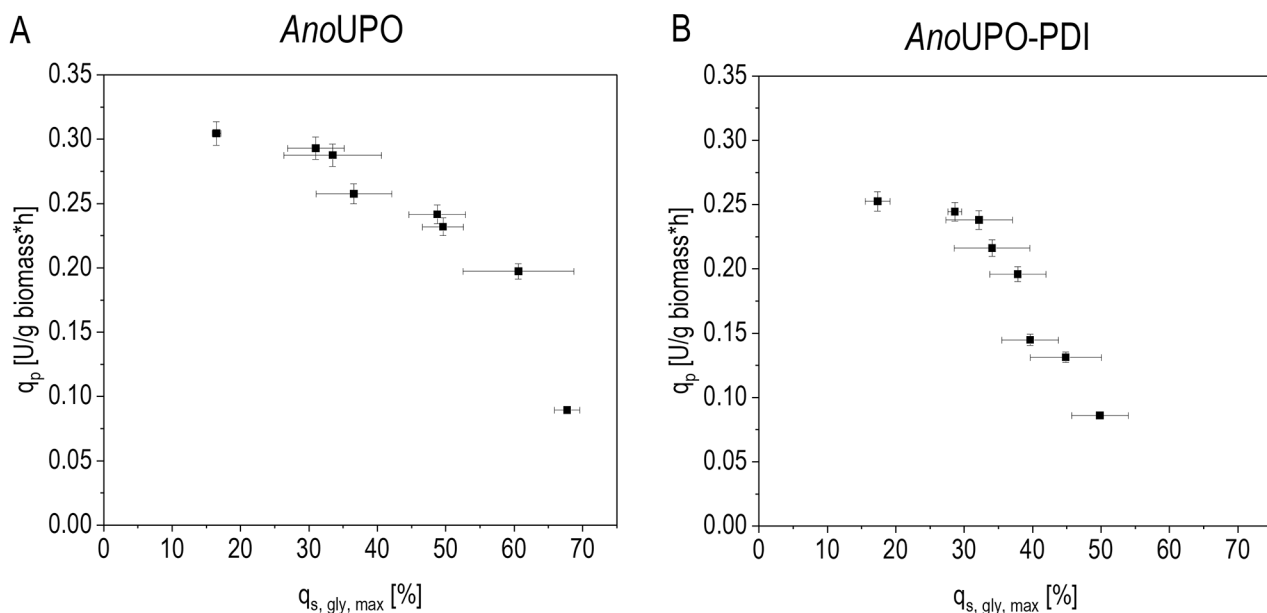 A
AnoUPO
0.35
0.30
0.25
0.20
0.15
0.10
0.05
0.00
qp [U/g biomass*h]
0 10 20 30 40 50 60 70
qs, gly, max [%]
B
AnoUPO-PDI
0.35
0.30
0.25
0.20
0.15
0.10
0.05
0.00
qp [U/g biomass*h]
0 10 20 30 40 50 60 70
qs, gly, max [%]